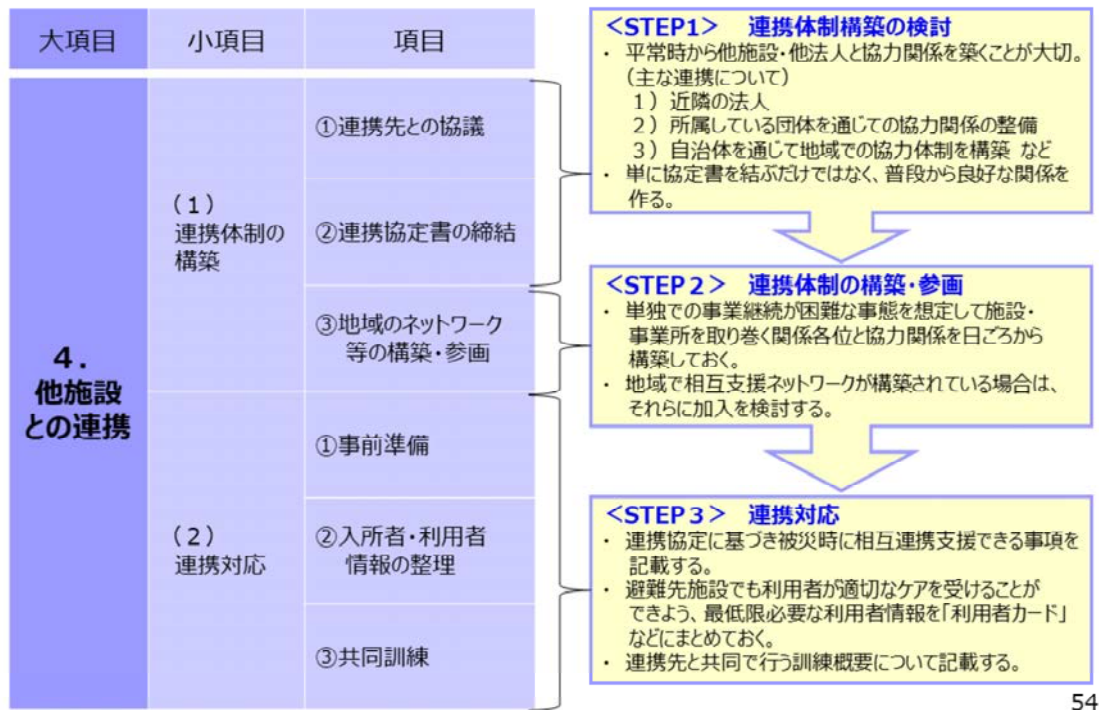 大項目
小項目
項目
4.
他施設
との連携
(1)
連携体制の
構築
①連携先との協議
②連携協定書の締結
③地域のネットワーク
等の構築・参画
(2)
連携対応
①事前準備
②入所者・利用者
情報の整理
③共同訓練
<STEP1> 連携体制構築の検討
・ 平常時から他施設・他法人と協力関係を築くことが大切。
(主な連携について)
1) 近隣の法人
2) 所属している団体を通じての協力関係の整備
3) 自治体を通じて地域での協力体制を構築 など
・ 単に協定書を結ぶだけではなく、普段から良好な関係を
作る。
<STEP2> 連携体制の構築・参画
・ 単独での事業継続が困難な事態を想定して施設・
事業所を取り巻く関係各位と協力関係を日ごろから
構築しておく。
・ 地域で相互支援ネットワークが構築されている場合は、
それらに加入を検討する。
<STEP3> 連携対応
・ 連携協定に基づき被災時に相互連携支援できる事項を
記載する。
・ 避難先施設でも利用者が適切なケアを受けることが
できよう、最低限必要な利用者情報を「利用者カード」
などにまとめておく。
・ 連携先と共同で行う訓練概要について記載する。
54